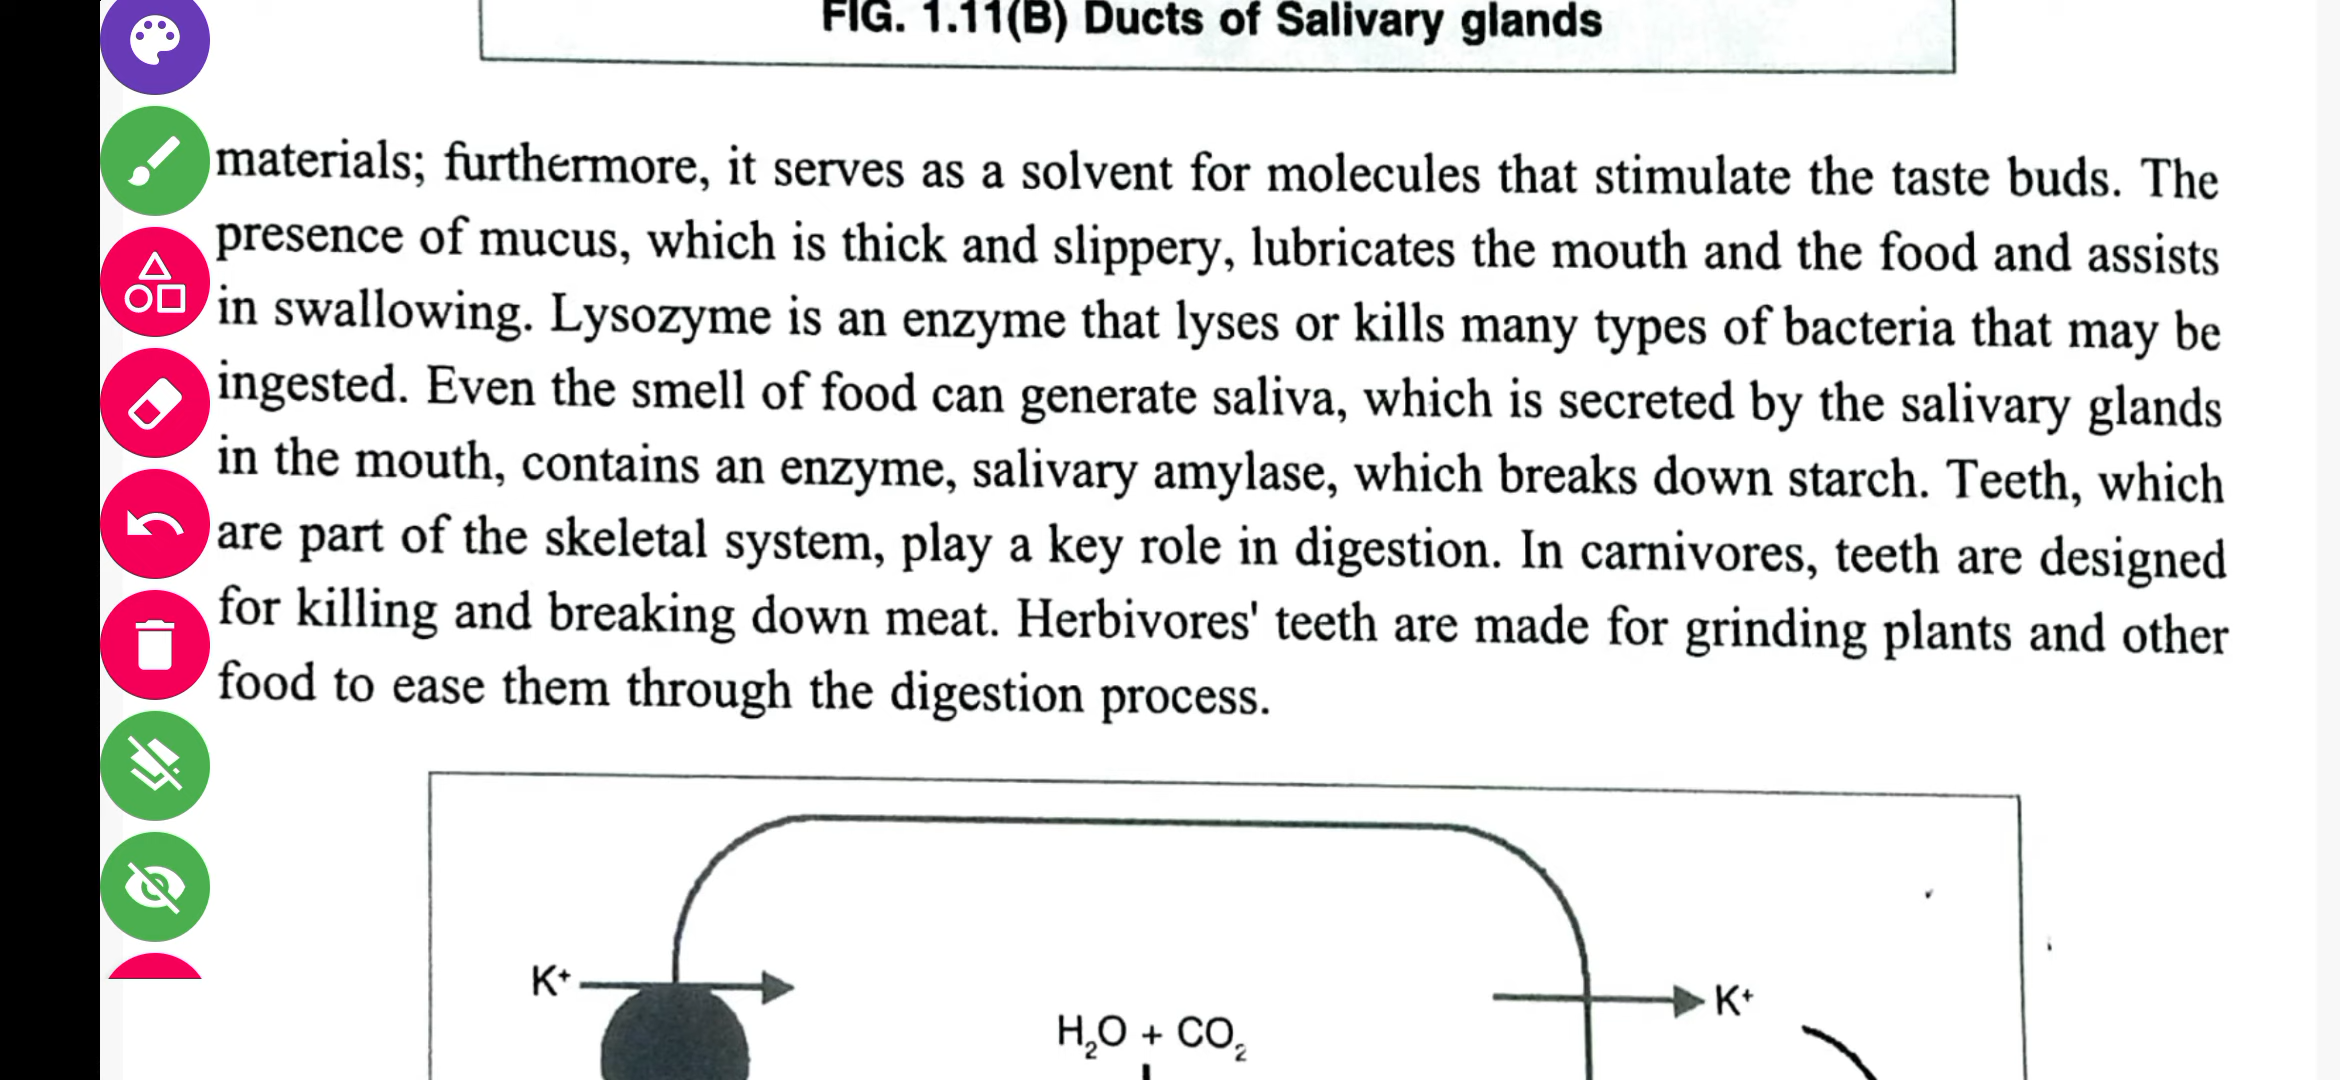 FIG. 1.11(B) Ducts of Salivary glands
materials; furthermore, it serves as a solvent for molecules that stimulate the taste buds. The
presence of mucus, which is thick and slippery, lubricates the mouth and the food and assists
in swallowing. Lysozyme is an enzyme that lyses or kills many types of bacteria that may be
ingested. Even the smell of food can generate saliva, which is secreted by the salivary glands
in the mouth, contains an enzyme, salivary amylase, which breaks down starch. Teeth, which
are part of the skeletal system, play a key role in digestion. In carnivores, teeth are designed
for killing and breaking down meat. Herbivores' teeth are made for grinding plants and other
food to ease them through the digestion process.
K⁺
K⁺
H₂O + CO₂